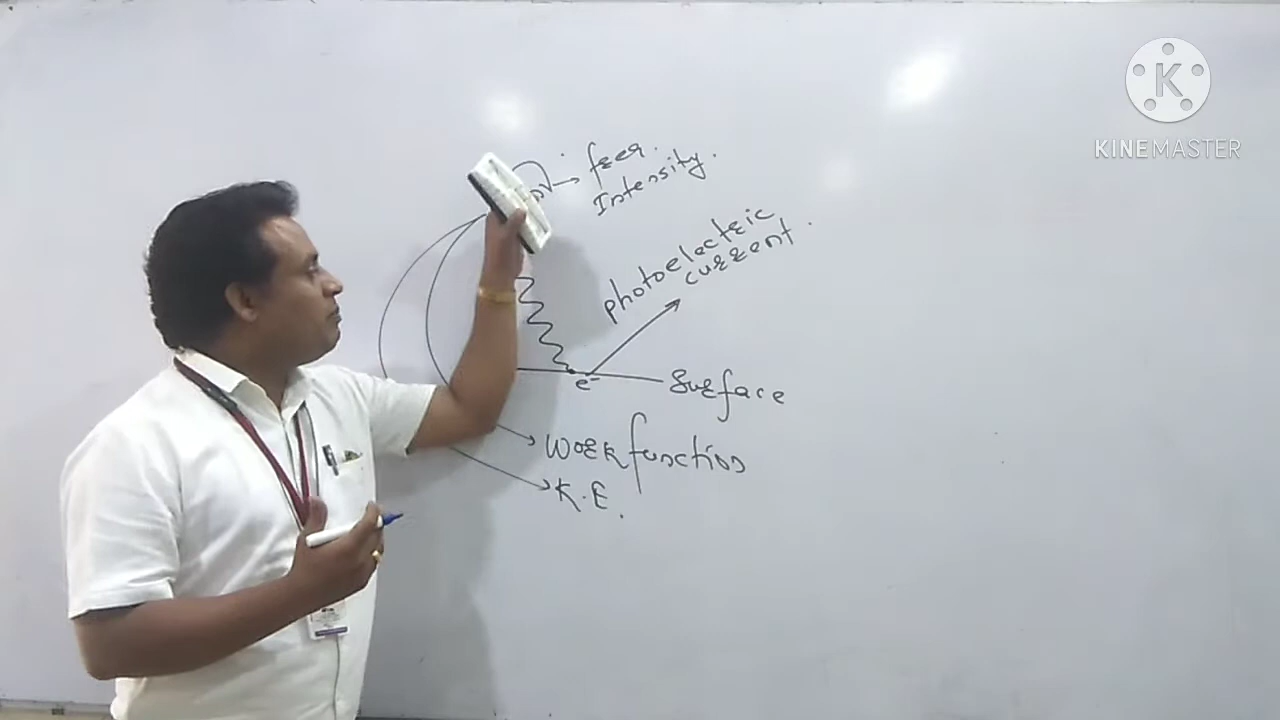 freq.
Intensity.
photoelectric
current.
e⁻
Surface
work function
K.E.
K
KINEMASTER